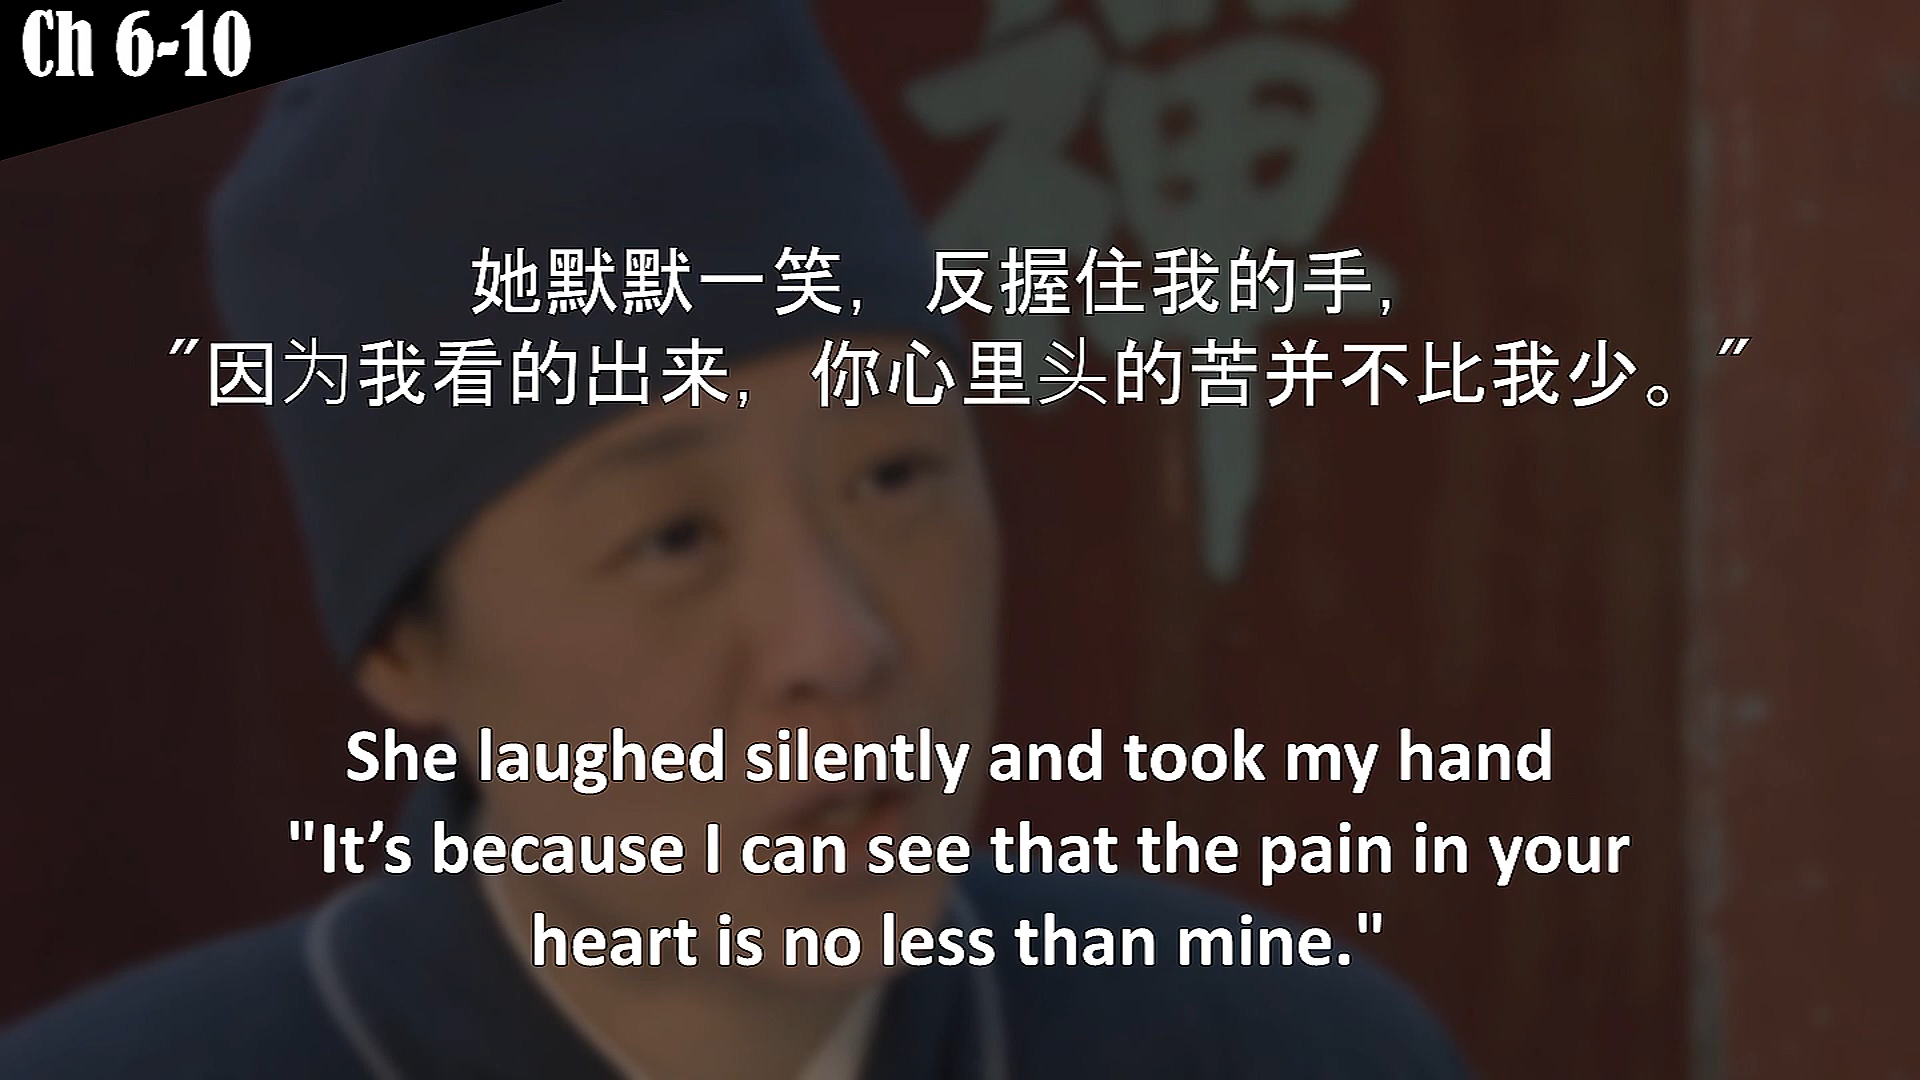 Ch 6-10
禅
她默默一笑，反握住我的手，
"因为我看的出来，你心里头的苦并不比我少。"
She laughed silently and took my hand
"It’s because I can see that the pain in your
heart is no less than mine."